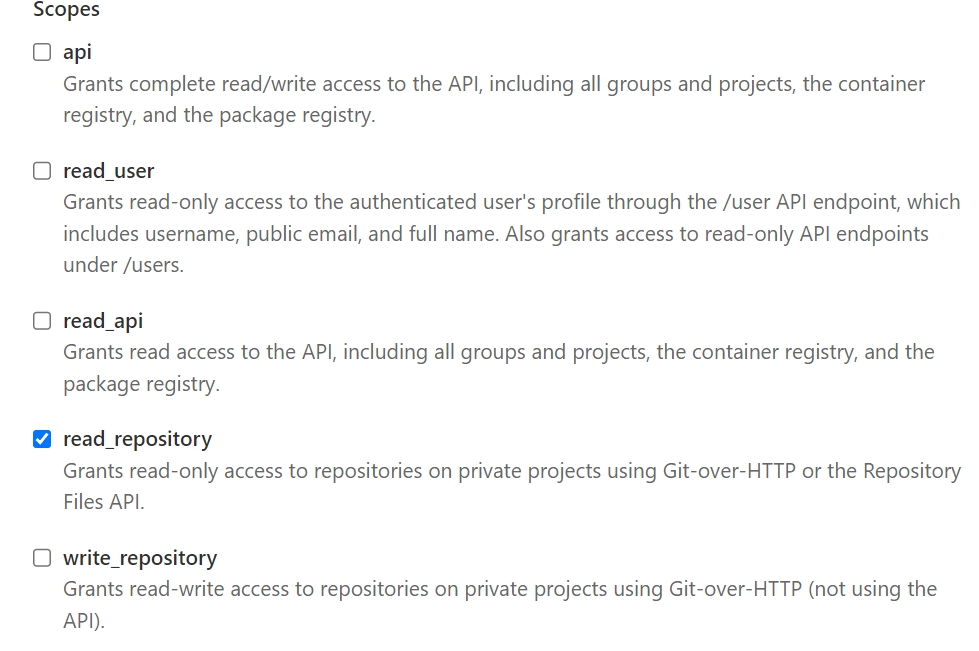 Scopes
api
Grants complete read/write access to the API, including all groups and projects, the container
registry, and the package registry.
read_user
Grants read-only access to the authenticated user's profile through the /user API endpoint, which
includes username, public email, and full name. Also grants access to read-only API endpoints
under /users.
read_api
Grants read access to the API, including all groups and projects, the container registry, and the
package registry.
read_repository
Grants read-only access to repositories on private projects using Git-over-HTTP or the Repository
Files API.
write_repository
Grants read-write access to repositories on private projects using Git-over-HTTP (not using the
API).